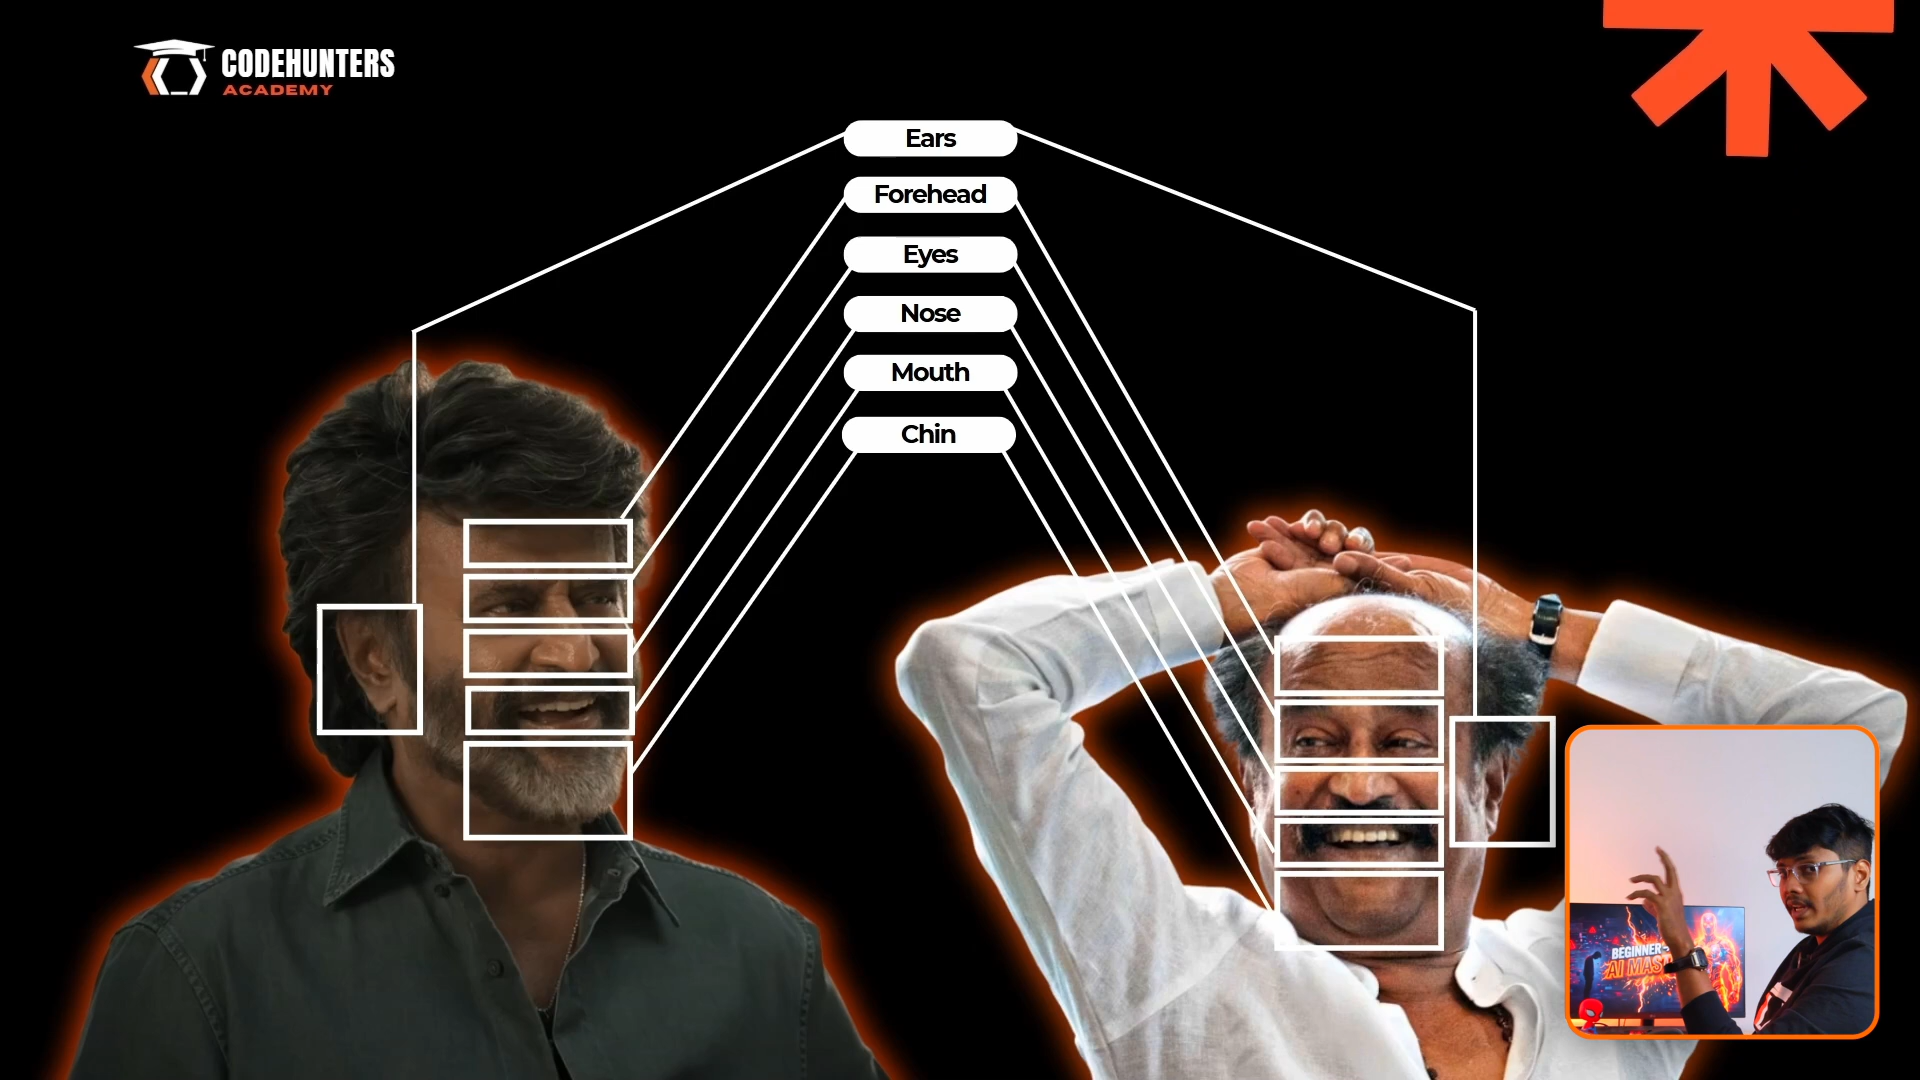 CODEHUNTERS
ACADEMY
Ears
Forehead
Eyes
Nose
Mouth
Chin
BEGINNER
AI MAS